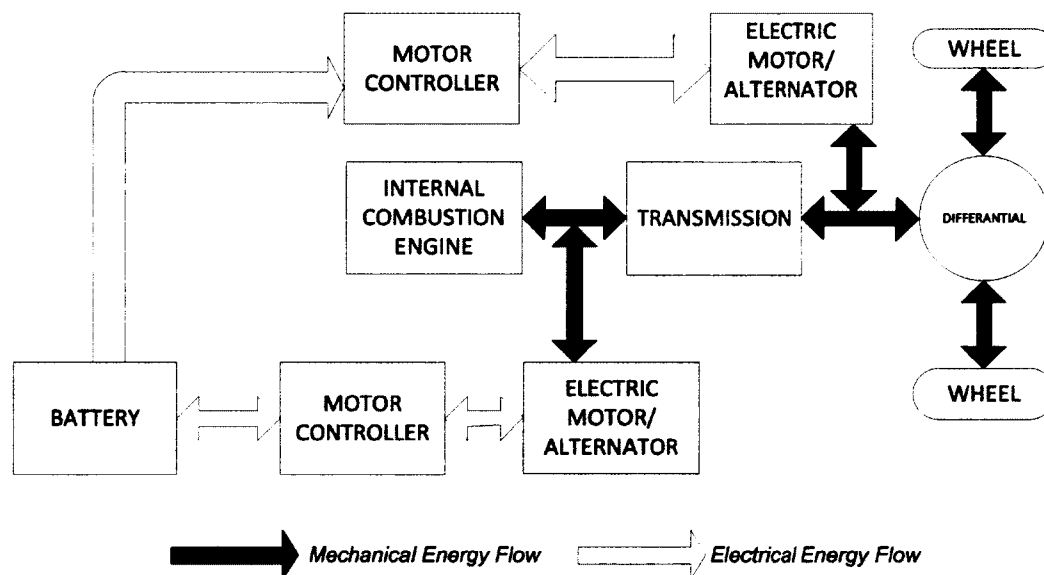 MOTOR
CONTROLLER
ELECTRIC
MOTOR/
ALTERNATOR
WHEEL
INTERNAL
COMBUSTION
ENGINE
TRANSMISSION
DIFFERANTIAL
BATTERY
MOTOR
CONTROLLER
ELECTRIC
MOTOR/
ALTERNATOR
WHEEL
Mechanical Energy Flow
Electrical Energy Flow